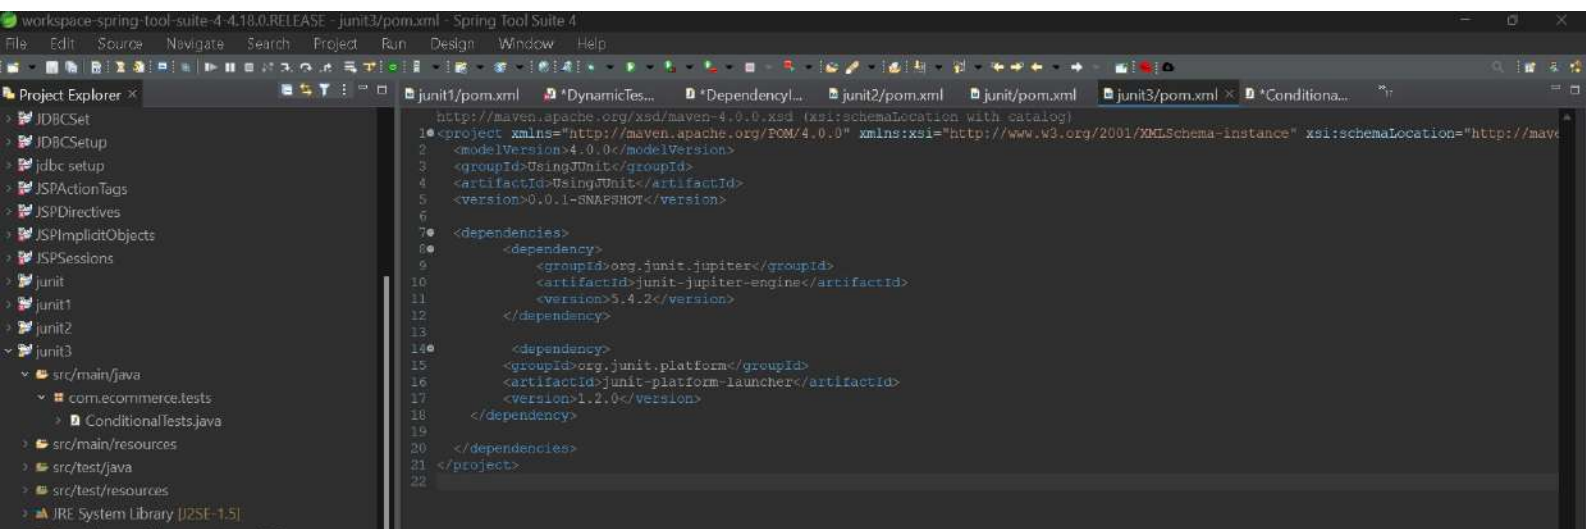 workspace-spring-tool-suite-4-4.18.0.RELEASE - junit3/pom.xml - Spring Tool Suite 4
File Edit Source Navigate Search Project Run Design Window Help
Project Explorer
junit1/pom.xml *DynamicTes... *DependencyI... junit2/pom.xml junit/pom.xml junit3/pom.xml *Conditiona...
JDBCSet
JDBCSetup
jdbc setup
JSPActionTags
JSPDirectives
JSPImplicitObjects
JSPSessions
junit
junit1
junit2
junit3
src/main/java
com.ecommerce.tests
ConditionalTests.java
src/main/resources
src/test/java
src/test/resources
JRE System Library [J2SE-1.5]
http://maven.apache.org/xsd/maven-4.0.0.xsd (xsi:schemaLocation with catalog)
1 <project xmlns="http://maven.apache.org/POM/4.0.0" xmlns:xsi="http://www.w3.org/2001/XMLSchema-instance" xsi:schemaLocation="http://mave
2 <modelVersion>4.0.0</modelVersion>
3 <groupId>UsingJUnit</groupId>
4 <artifactId>UsingJUnit</artifactId>
5 <version>0.0.1-SNAPSHOT</version>
6
7 <dependencies>
8 <dependency>
9 <groupId>org.junit.jupiter</groupId>
10 <artifactId>junit-jupiter-engine</artifactId>
11 <version>5.4.2</version>
12 </dependency>
13
14 <dependency>
15 <groupId>org.junit.platform</groupId>
16 <artifactId>junit-platform-launcher</artifactId>
17 <version>1.2.0</version>
18 </dependency>
19
20 </dependencies>
21 </project>
22